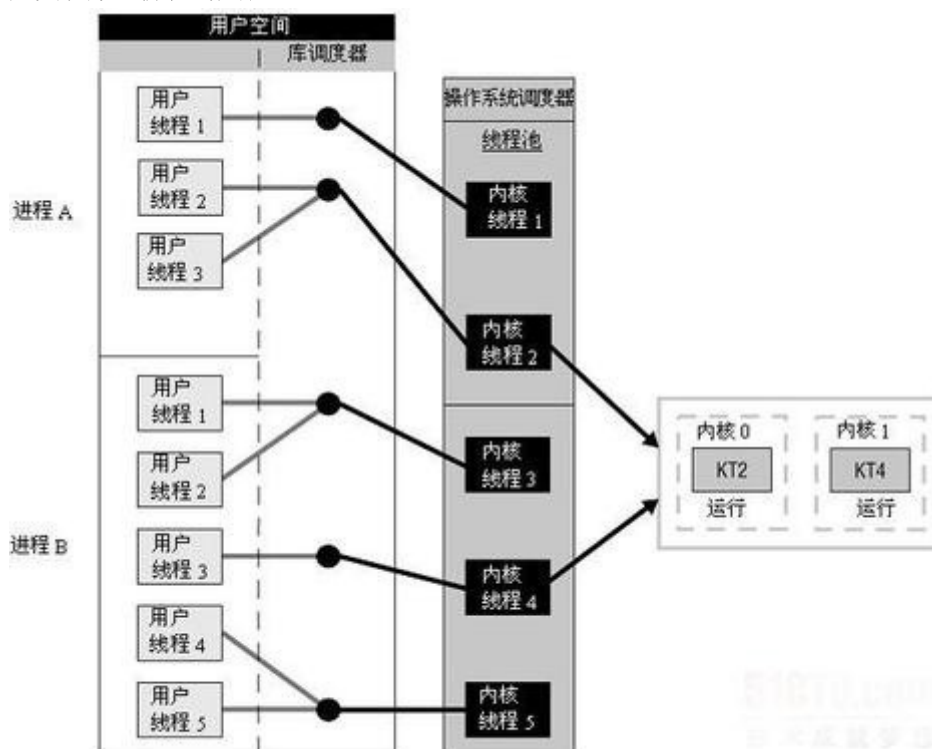 用户空间
库调度器
用户
线程 1
用户
线程 2
用户
线程 3
进程 A
用户
线程 1
用户
线程 2
用户
线程 3
用户
线程 4
用户
线程 5
进程 B
操作系统调度器
线程池
内核
线程 1
内核
线程 2
内核
线程 3
内核
线程 4
内核
线程 5
内核 0
KT2
运行
内核 1
KT4
运行